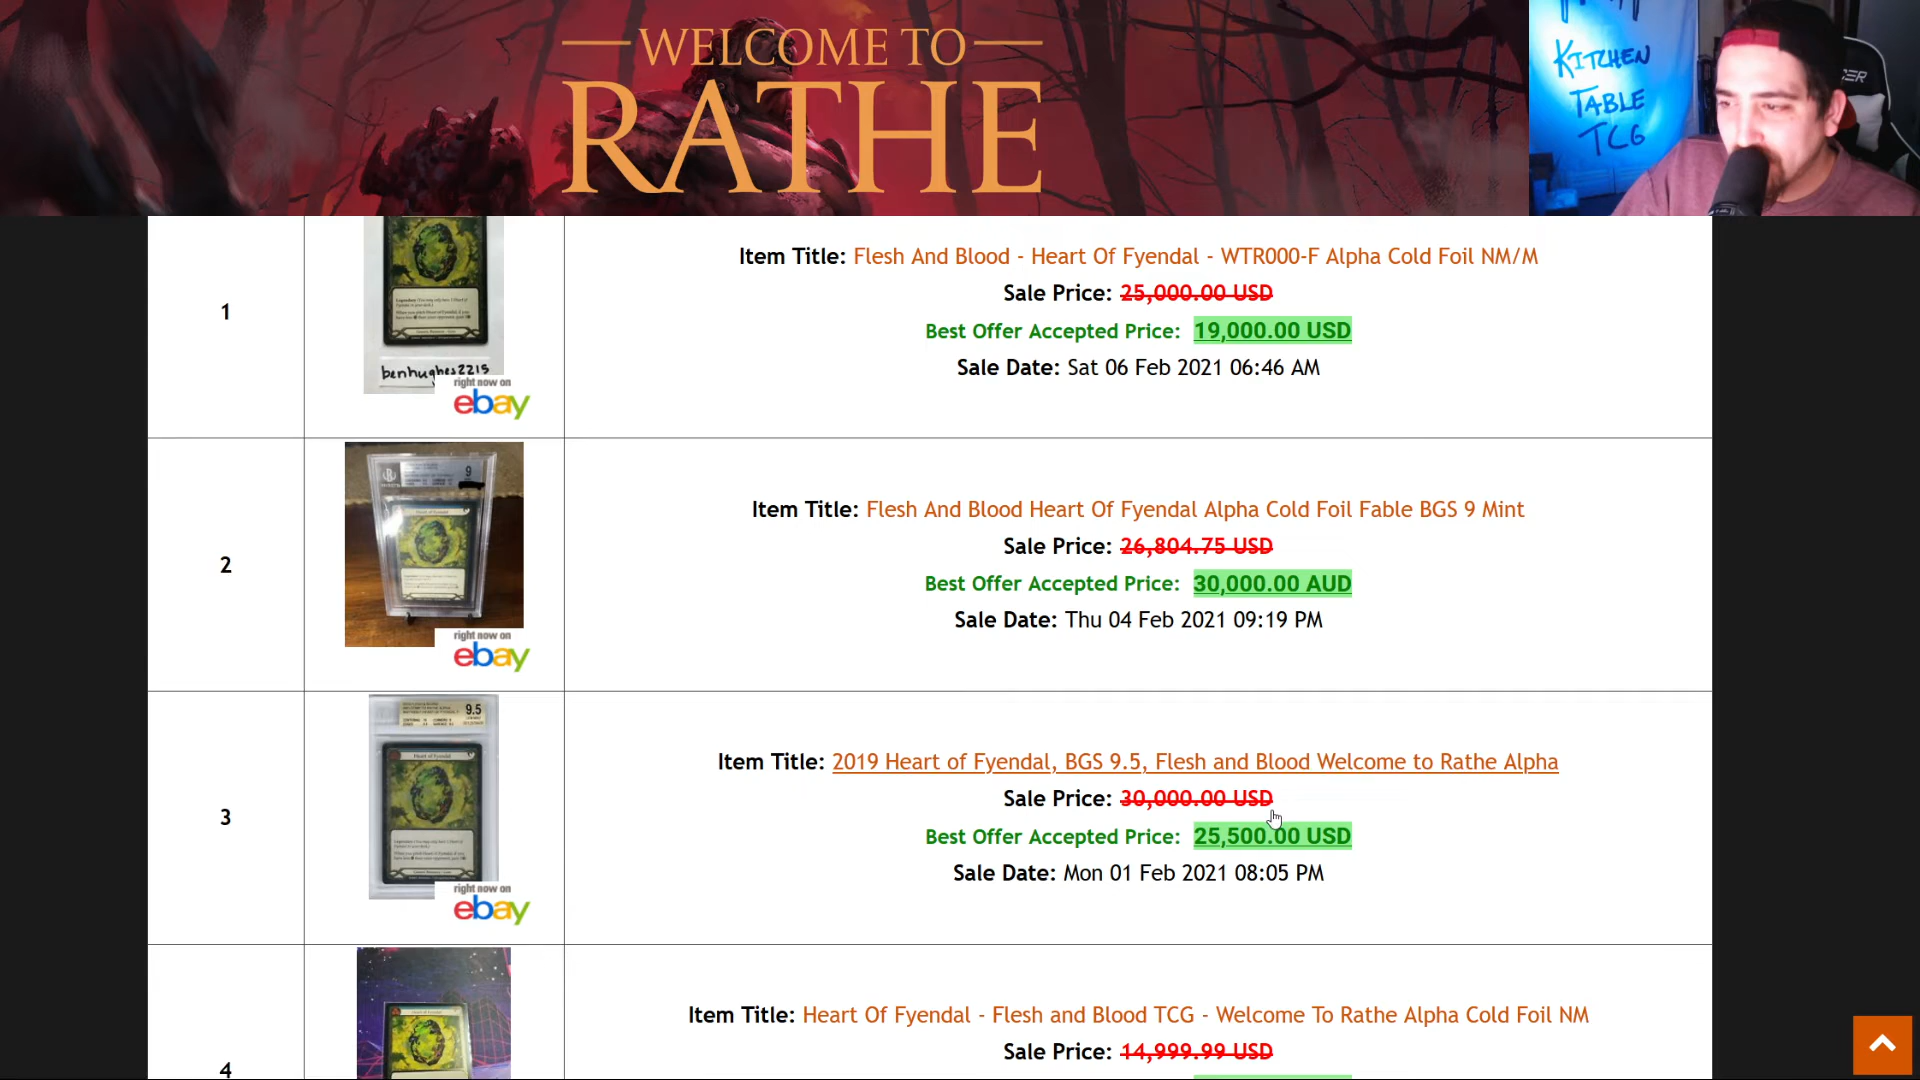 WELCOME TO
RATHE
KITCHEN
TABLE
TCG
1
benhughes2215
right now on
ebay
Item Title: Flesh And Blood - Heart Of Fyendal - WTR000-F Alpha Cold Foil NM/M
Sale Price: 25,000.00 USD
Best Offer Accepted Price: 19,000.00 USD
Sale Date: Sat 06 Feb 2021 06:46 AM
2
9
right now on
ebay
Item Title: Flesh And Blood Heart Of Fyendal Alpha Cold Foil Fable BGS 9 Mint
Sale Price: 26,804.75 USD
Best Offer Accepted Price: 30,000.00 AUD
Sale Date: Thu 04 Feb 2021 09:19 PM
3
9.5
Heart of Fyendal
right now on
ebay
Item Title: 2019 Heart of Fyendal, BGS 9.5, Flesh and Blood Welcome to Rathe Alpha
Sale Price: 30,000.00 USD
Best Offer Accepted Price: 25,500.00 USD
Sale Date: Mon 01 Feb 2021 08:05 PM
4
Item Title: Heart Of Fyendal - Flesh and Blood TCG - Welcome To Rathe Alpha Cold Foil NM
Sale Price: 14,999.99 USD